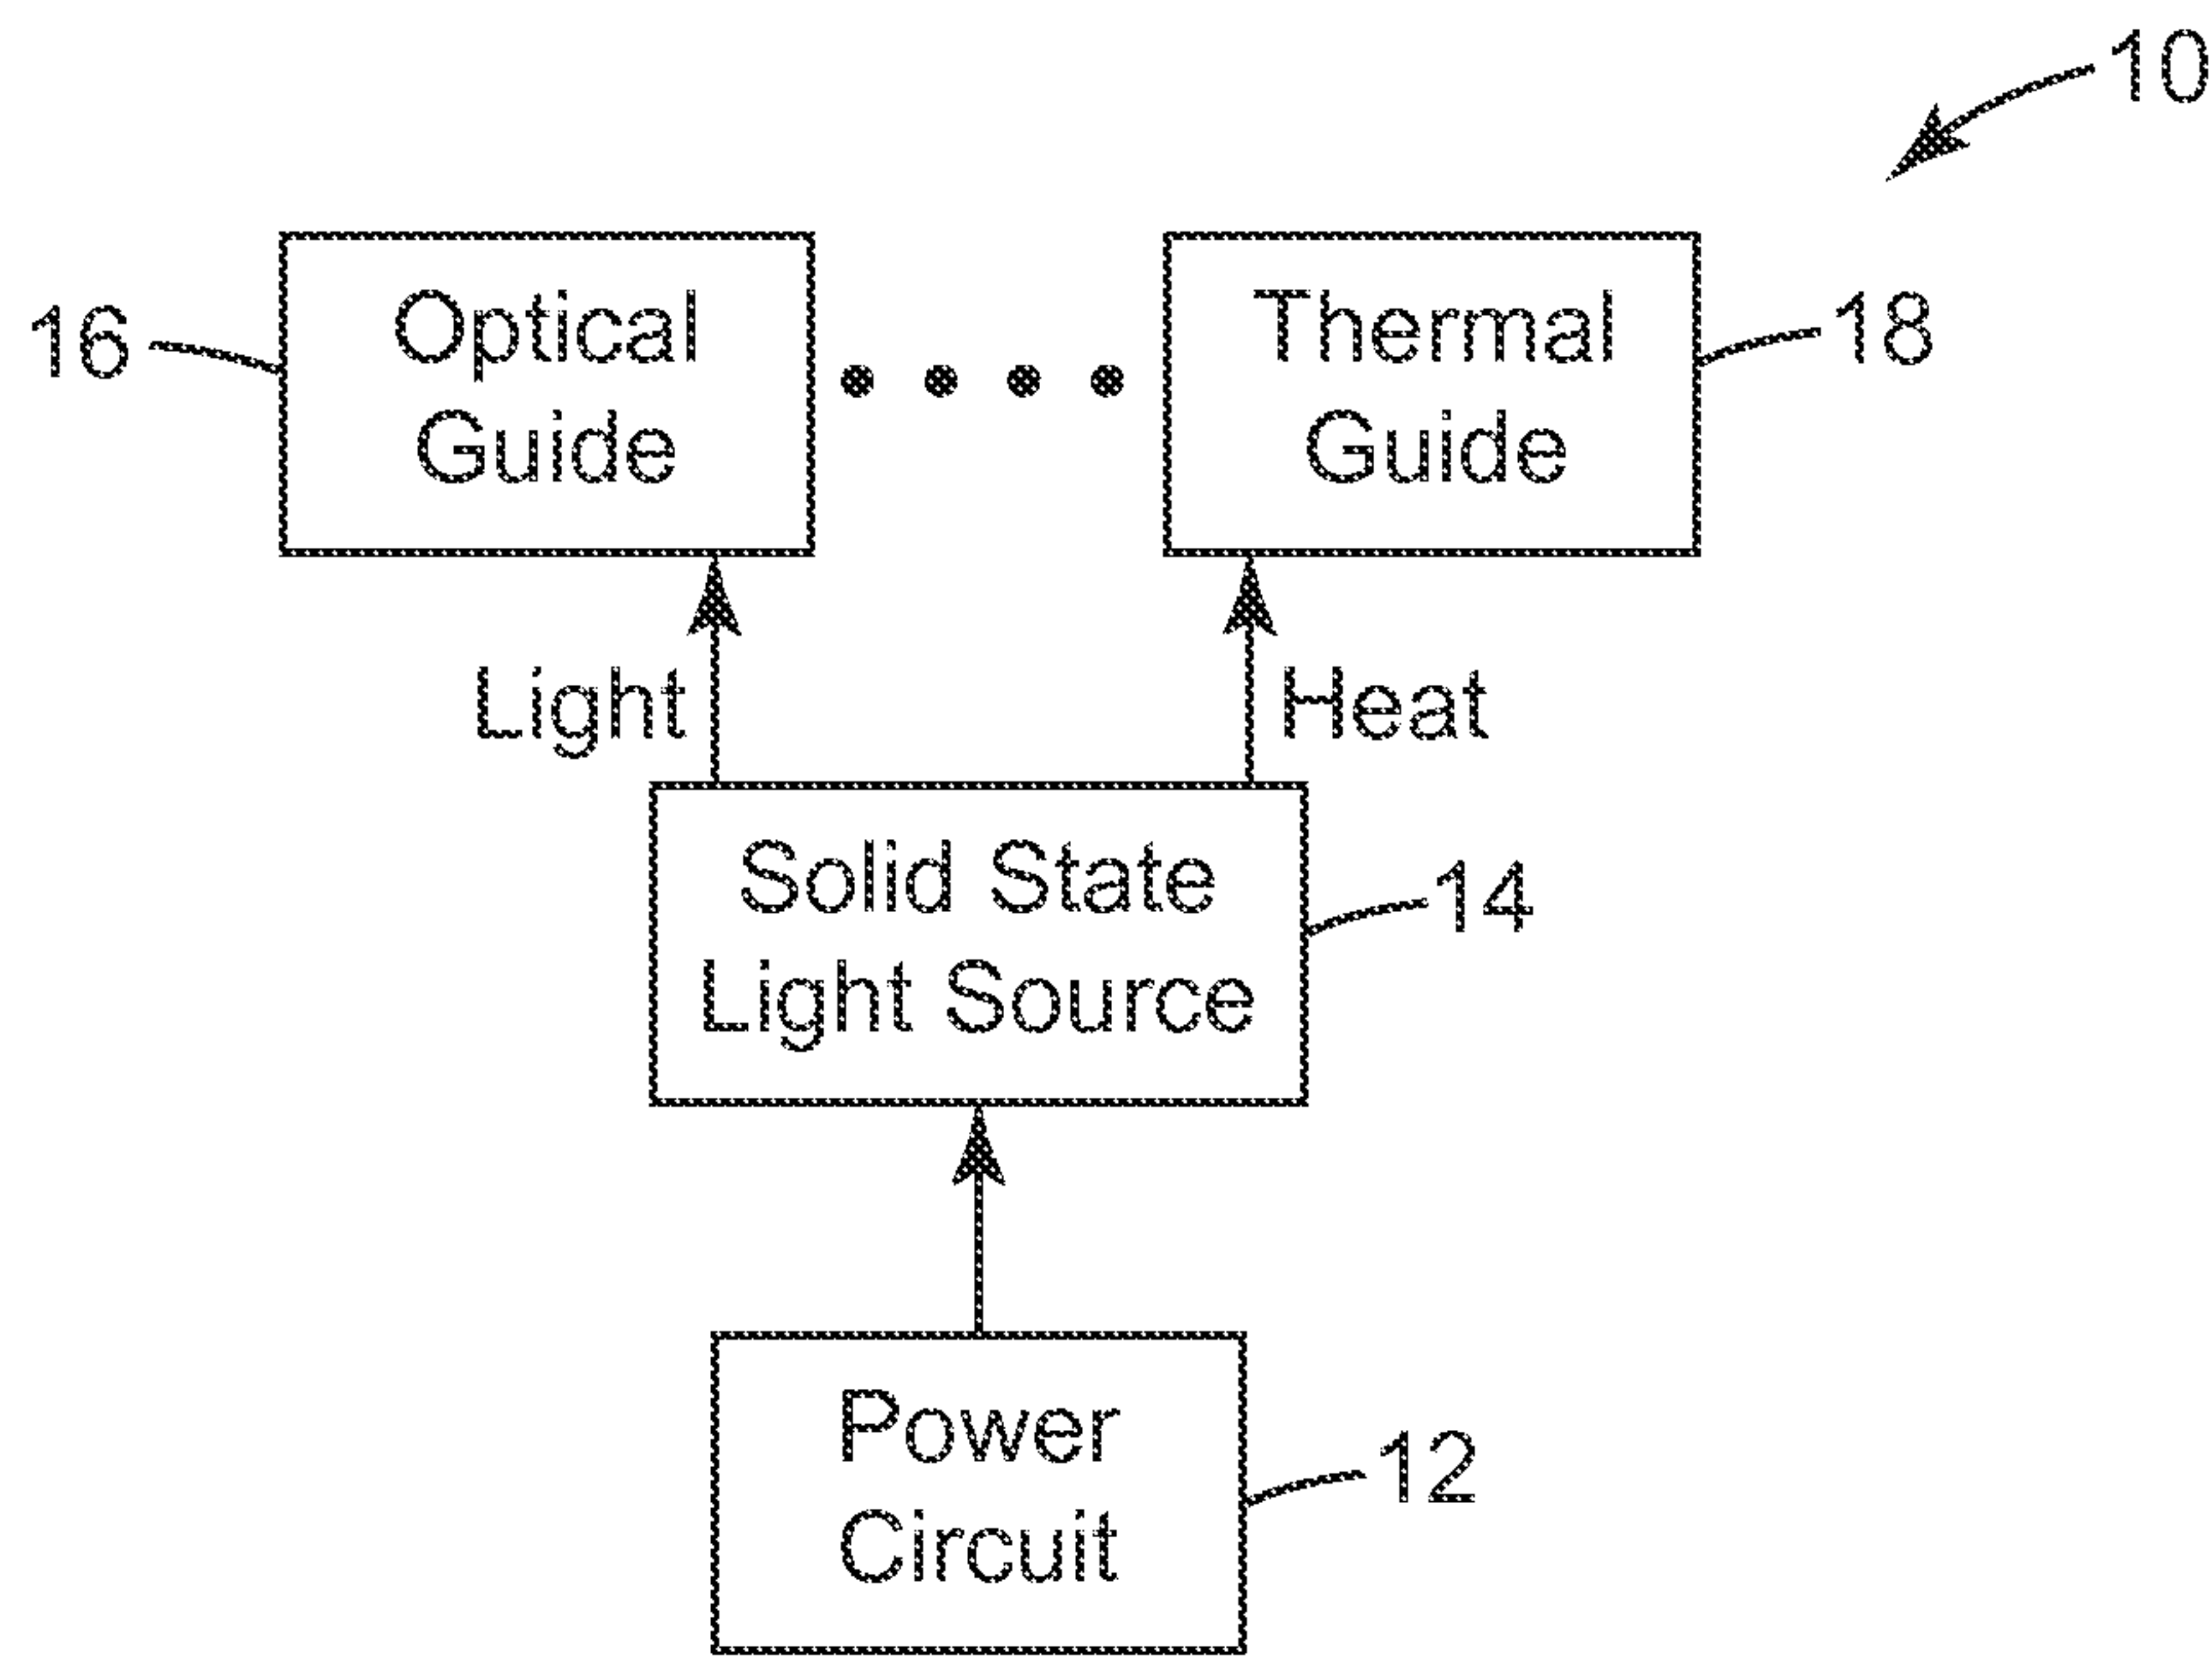 10
16
Optical
Guide
Thermal
Guide
18
Light
Heat
Solid State
Light Source
14
Power
Circuit
12